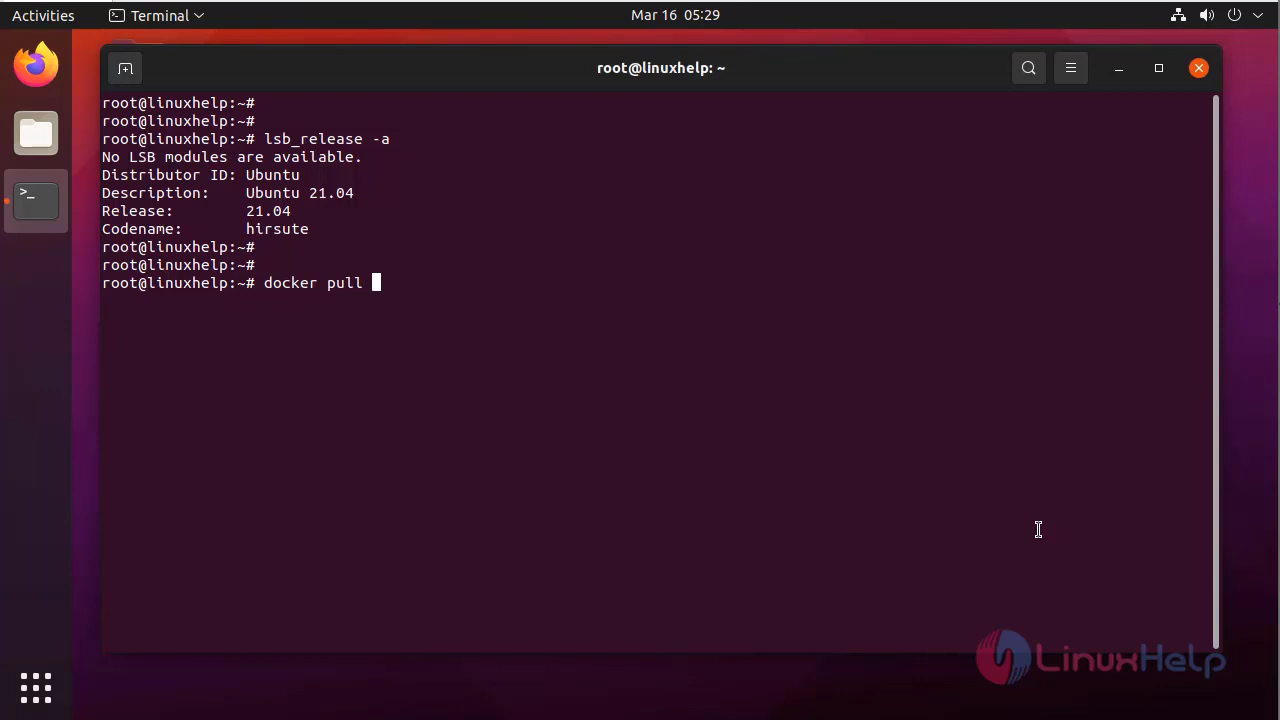 Activities
Terminal
Mar 16 05:29
root@linuxhelp: ~
root@linuxhelp:~#
root@linuxhelp:~#
root@linuxhelp:~# lsb_release -a
No LSB modules are available.
Distributor ID: Ubuntu
Description:    Ubuntu 21.04
Release:        21.04
Codename:       hirsute
root@linuxhelp:~#
root@linuxhelp:~#
root@linuxhelp:~# docker pull
LinuxHelp